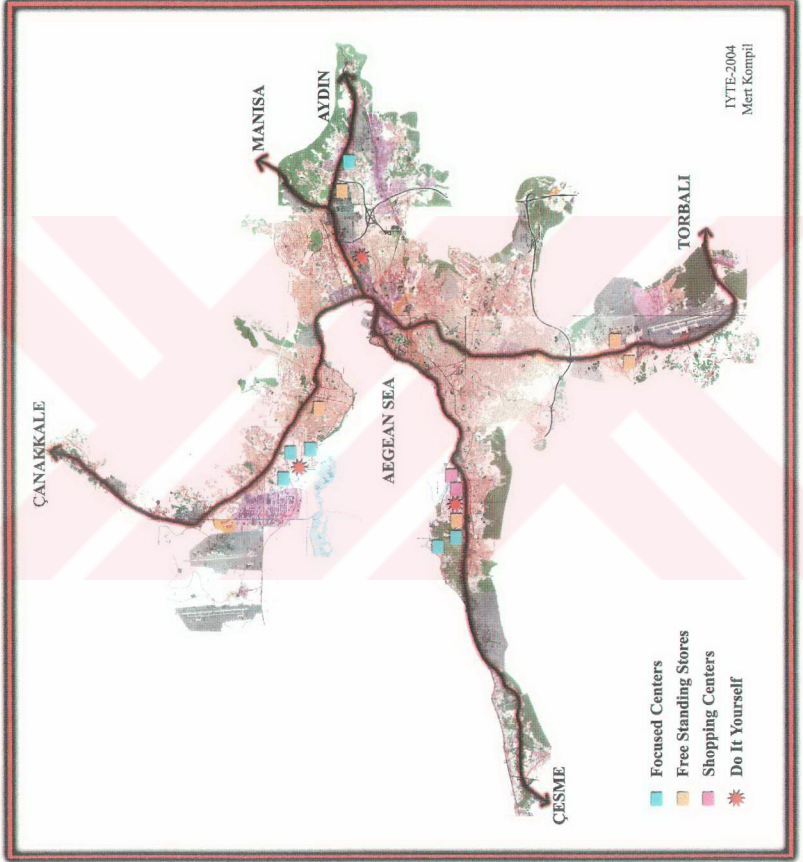 ÇANAKKALE
MANISA
AYDIN
AEGEAN SEA
TORBALI
ÇESME
Focused Centers
Free Standing Stores
Shopping Centers
Do It Yourself
IYTE-2004
Mert Kompil